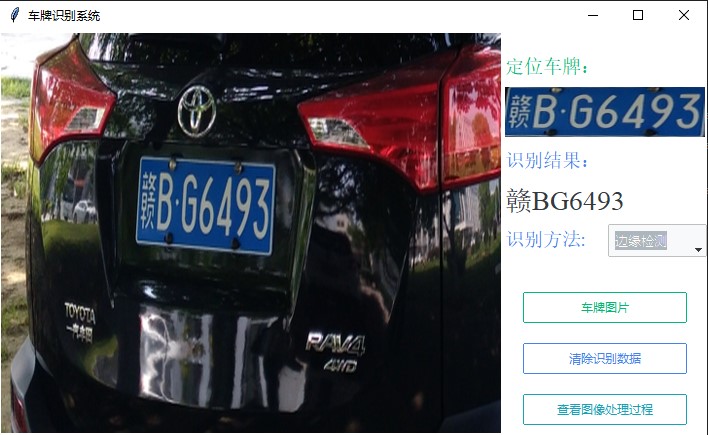 车牌识别系统
赣B·G6493
TOYOTA
一汽丰田
RAV4
4WD
定位车牌：
赣B·G6493
识别结果：
赣BG6493
识别方法:
边缘检测
车牌图片
清除识别数据
查看图像处理过程